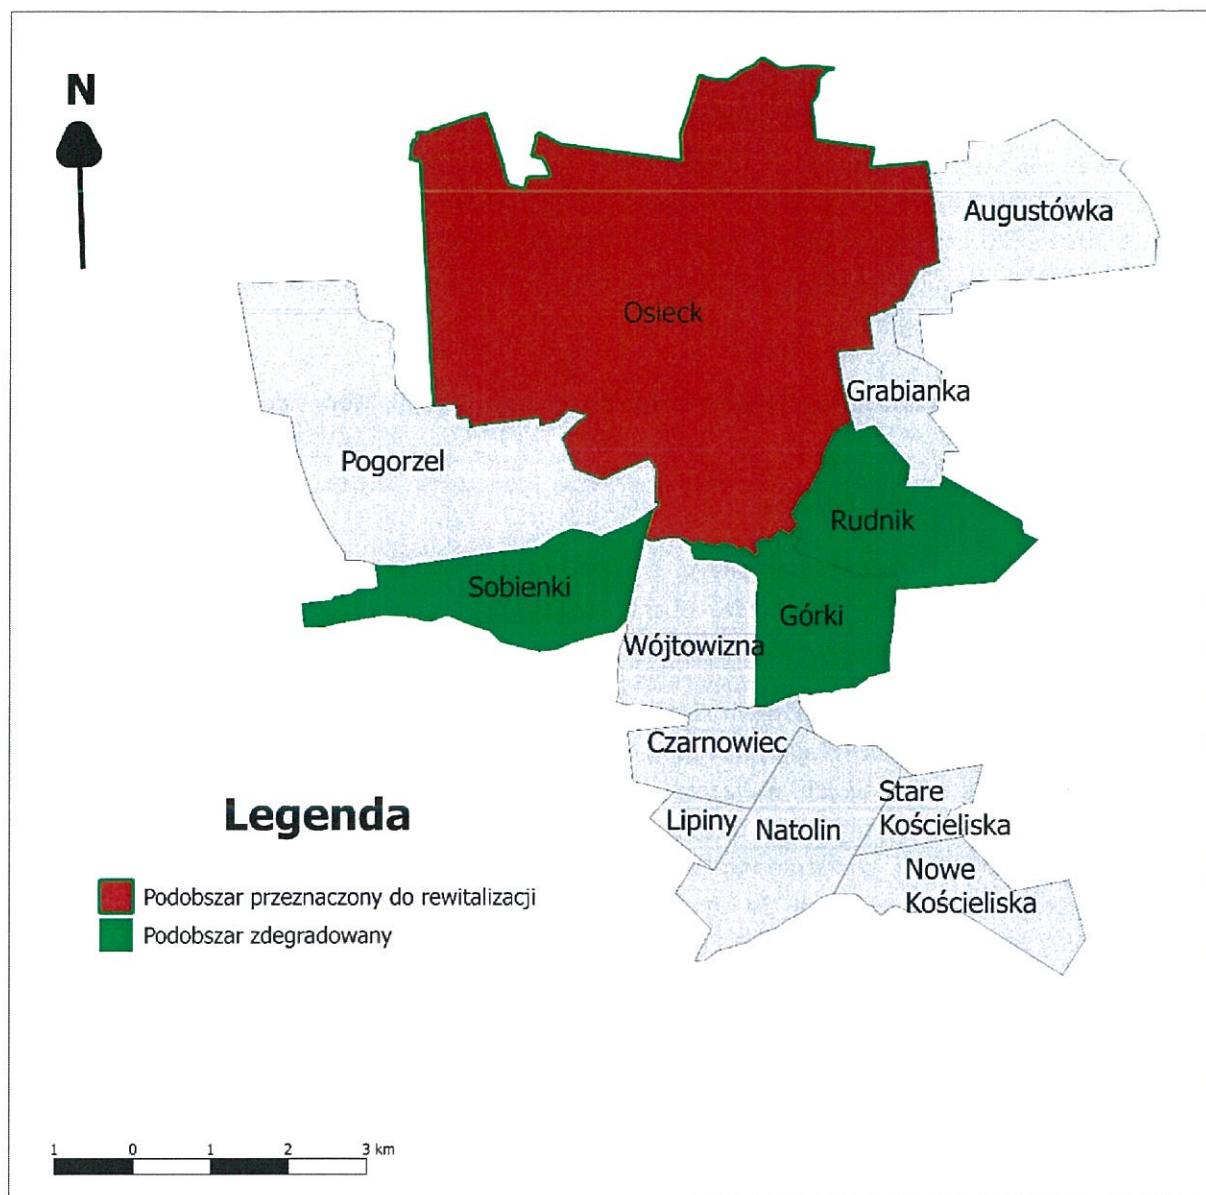 N
Augustówka
Osieck
Grabianka
Pogorzel
Rudnik
Sobienki
Górki
Wójtowizna
Czarnowiec
Stare
Kościeliska
Lipiny
Natolin
Nowe
Kościeliska
Legenda
Podobszar przeznaczony do rewitalizacji
Podobszar zdegradowany
1 0 1 2 3 km